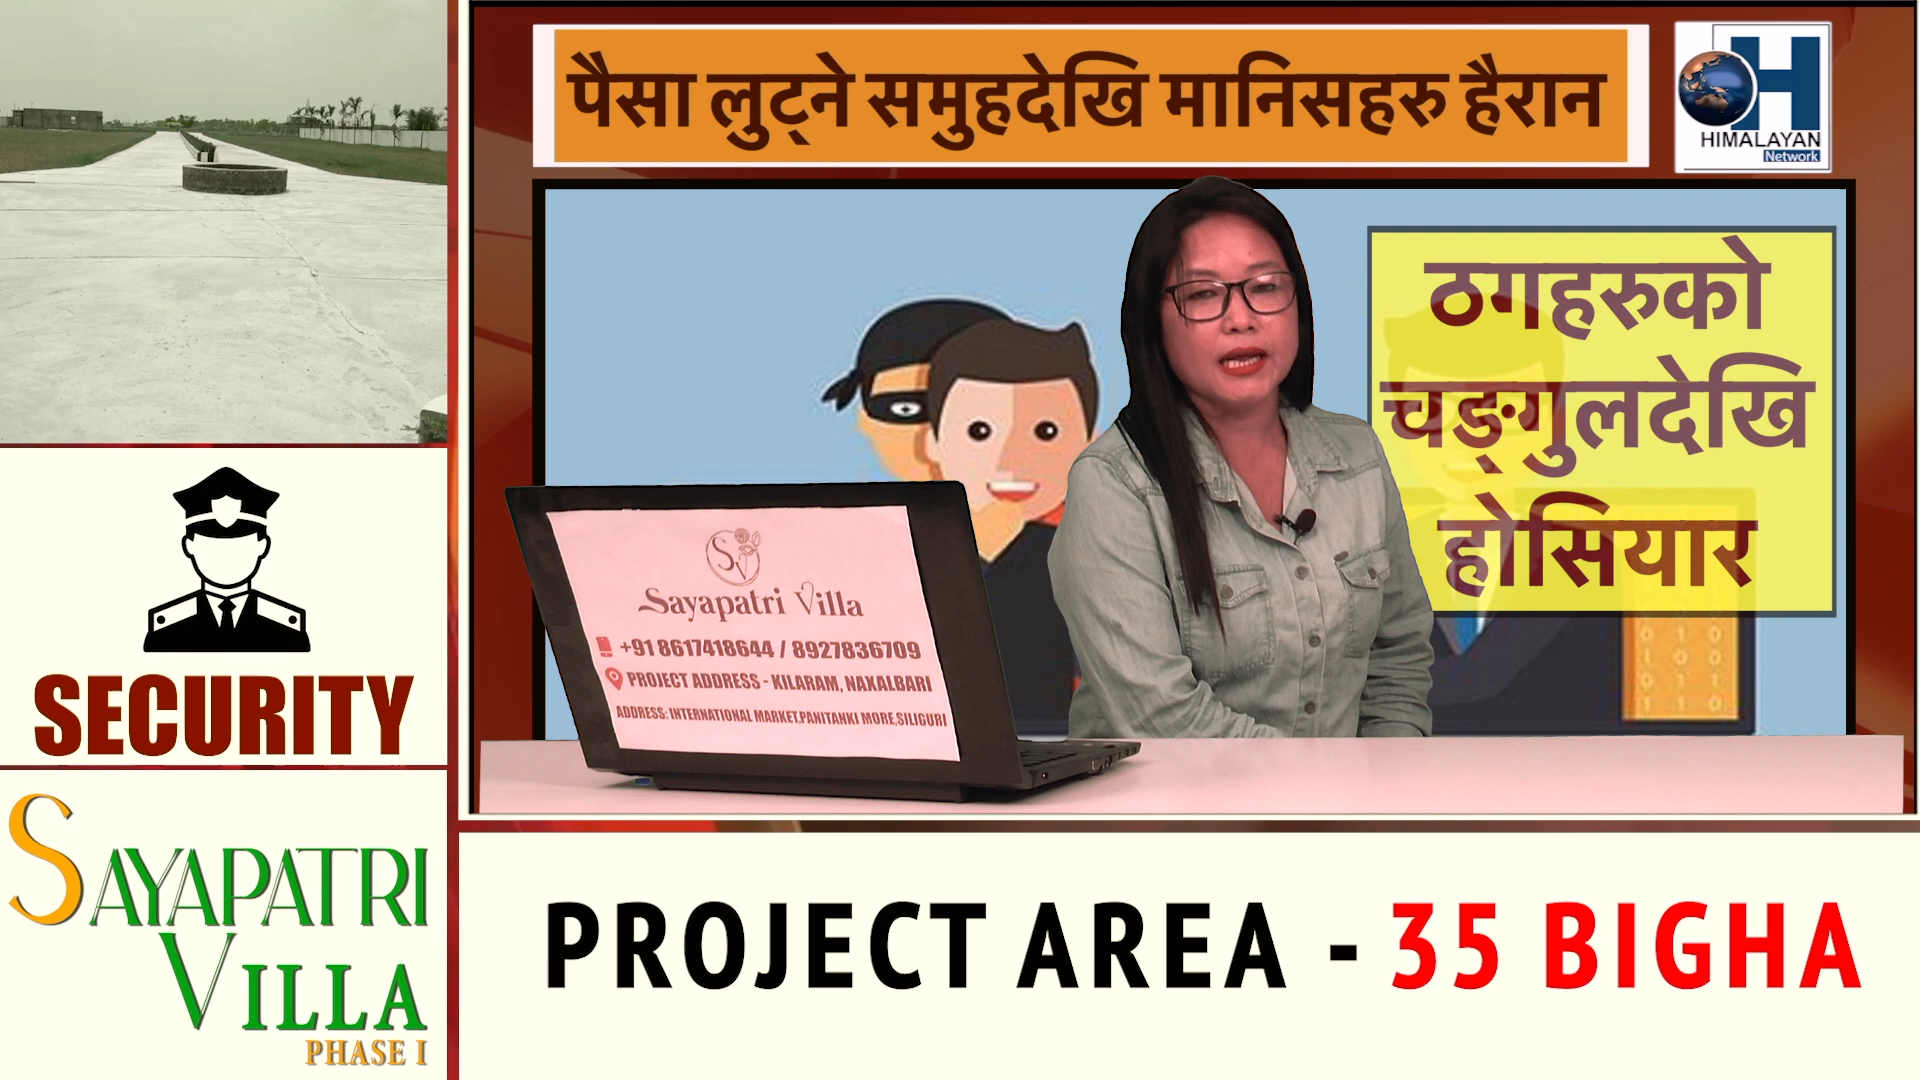 पैसा लुट्ने समुहदेखि मानिसहरु हैरान
H
HIMALAYAN
Network
ठगहरुको
चङ्गुलदेखि
होसियार
SV
Sayapatri Villa
+91 8617418644 / 8927836709
PROJECT ADDRESS - KILARAM, NAXALBARI
ADDRESS: INTERNATIONAL MARKET,PANITANKI MORE,SILIGURI
SECURITY
SAYAPATRI
VILLA
PHASE I
PROJECT AREA - 35 BIGHA